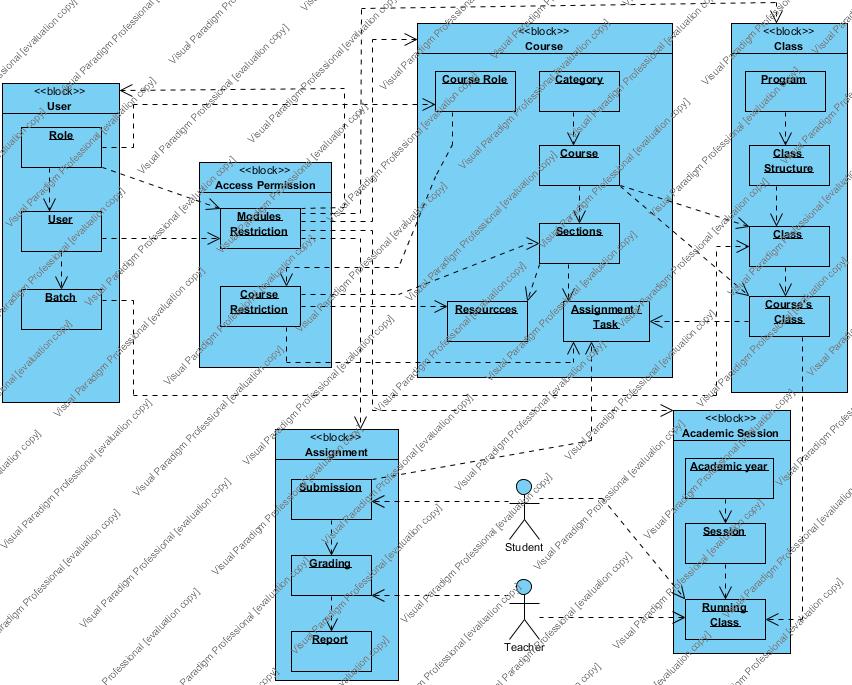 <<block>>
User
Role
User
Batch
<<block>>
Access Permission
Modules
Restriction
Course
Restriction
<<block>>
Course
Course Role
Category
Course
Sections
Resourcces
Assignment /
Task
<<block>>
Class
Program
Class
Structure
Class
Course's
Class
<<block>>
Assignment
Submission
Grading
Report
Student
Teacher
<<block>>
Academic Session
Academic year
Session
Running
Class
Visual Paradigm Professional [evaluation copy]